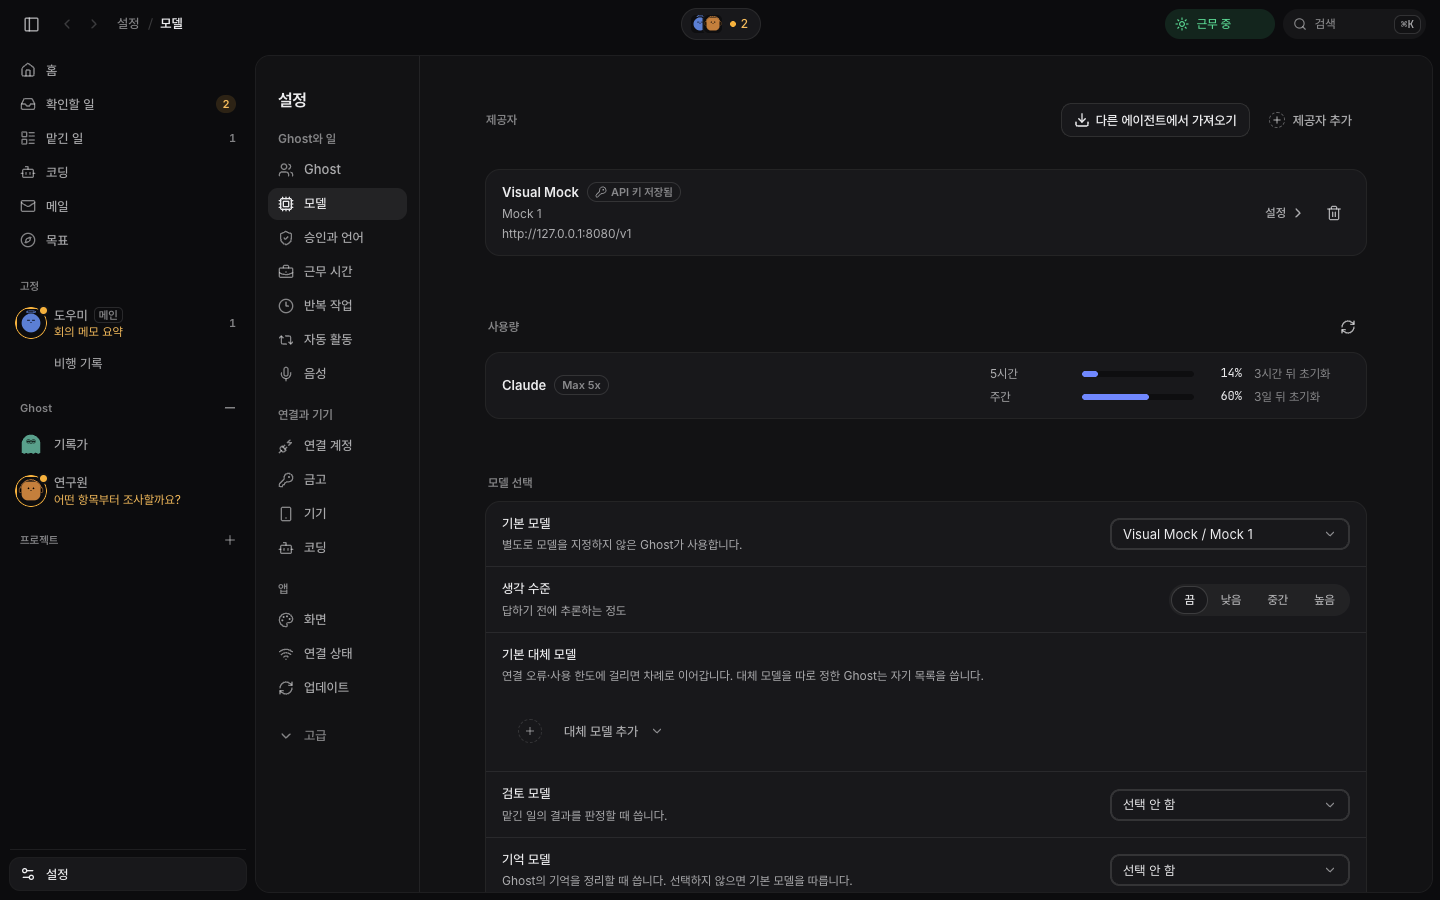 설정 / 모델
2
근무 중
검색
⌘K
홈
확인할 일
2
맡긴 일
1
코딩
메일
목표
고정
도우미 메인
회의 메모 요약
1
비행 기록
Ghost
기록가
연구원
어떤 항목부터 조사할까요?
프로젝트
설정
설정
Ghost와 일
Ghost
모델
승인과 언어
근무 시간
반복 작업
자동 활동
음성
연결과 기기
연결 계정
금고
기기
코딩
앱
화면
연결 상태
업데이트
고급
제공자
다른 에이전트에서 가져오기
제공자 추가
Visual Mock API 키 저장됨
Mock 1
http://127.0.0.1:8080/v1
설정
사용량
Claude Max 5x
5시간 14% 3시간 뒤 초기화
주간 60% 3일 뒤 초기화
모델 선택
기본 모델
별도로 모델을 지정하지 않은 Ghost가 사용합니다.
Visual Mock / Mock 1
생각 수준
답하기 전에 추론하는 정도
끔 낮음 중간 높음
기본 대체 모델
연결 오류·사용 한도에 걸리면 차례로 이어갑니다. 대체 모델을 따로 정한 Ghost는 자기 목록을 씁니다.
대체 모델 추가
검토 모델
맡긴 일의 결과를 판정할 때 씁니다.
선택 안 함
기억 모델
Ghost의 기억을 정리할 때 씁니다. 선택하지 않으면 기본 모델을 따릅니다.
선택 안 함